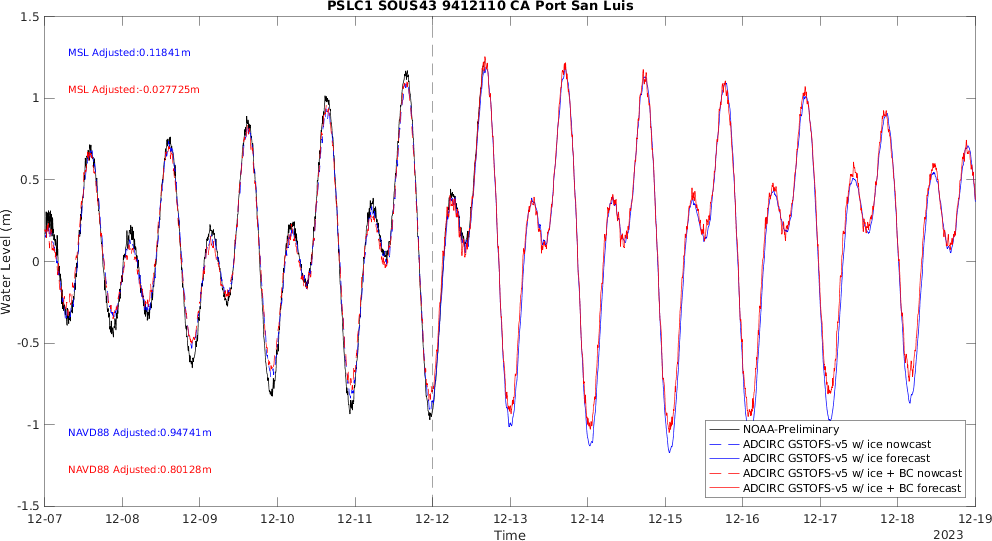 PSLC1 SOUS43 9412110 CA Port San Luis
1.5
1
0.5
0
-0.5
-1
-1.5
Water Level (m)
MSL Adjusted:0.11841m
MSL Adjusted:-0.027725m
NAVD88 Adjusted:0.94741m
NAVD88 Adjusted:0.80128m
NOAA-Preliminary
ADCIRC GSTOFS-v5 w/ ice nowcast
ADCIRC GSTOFS-v5 w/ ice forecast
ADCIRC GSTOFS-v5 w/ ice + BC nowcast
ADCIRC GSTOFS-v5 w/ ice + BC forecast
12-07 12-08 12-09 12-10 12-11 12-12 12-13 12-14 12-15 12-16 12-17 12-18 12-19
Time
2023